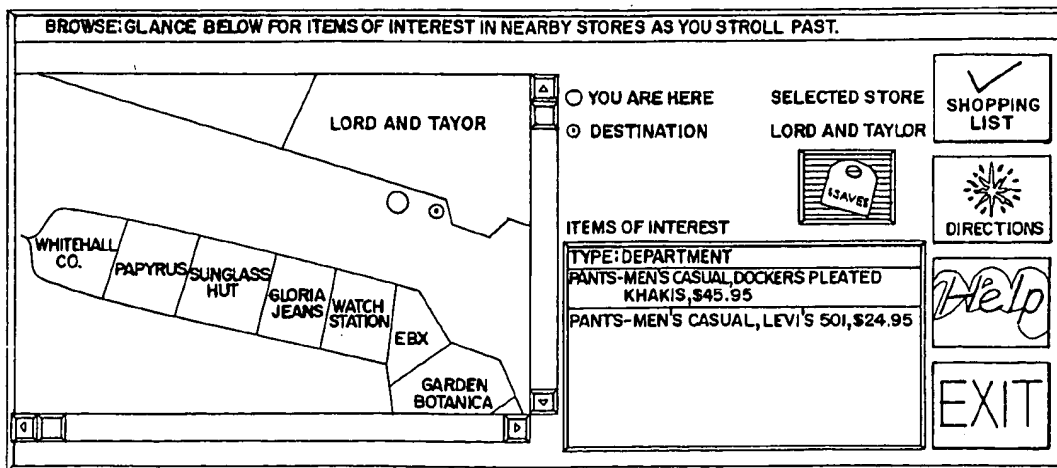 BROWSE: GLANCE BELOW FOR ITEMS OF INTEREST IN NEARBY STORES AS YOU STROLL PAST.
LORD AND TAYOR
WHITEHALL
CO.
PAPYRUS
SUNGLASS
HUT
GLORIA
JEANS
WATCH
STATION
EBX
GARDEN
BOTANICA
YOU ARE HERE
DESTINATION
SELECTED STORE
LORD AND TAYLOR
$SAVE$
ITEMS OF INTEREST
TYPE: DEPARTMENT
PANTS-MEN'S CASUAL, DOCKERS PLEATED
KHAKIS, $45.95
PANTS-MEN'S CASUAL, LEVI'S 501, $24.95
SHOPPING
LIST
DIRECTIONS
Help
EXIT